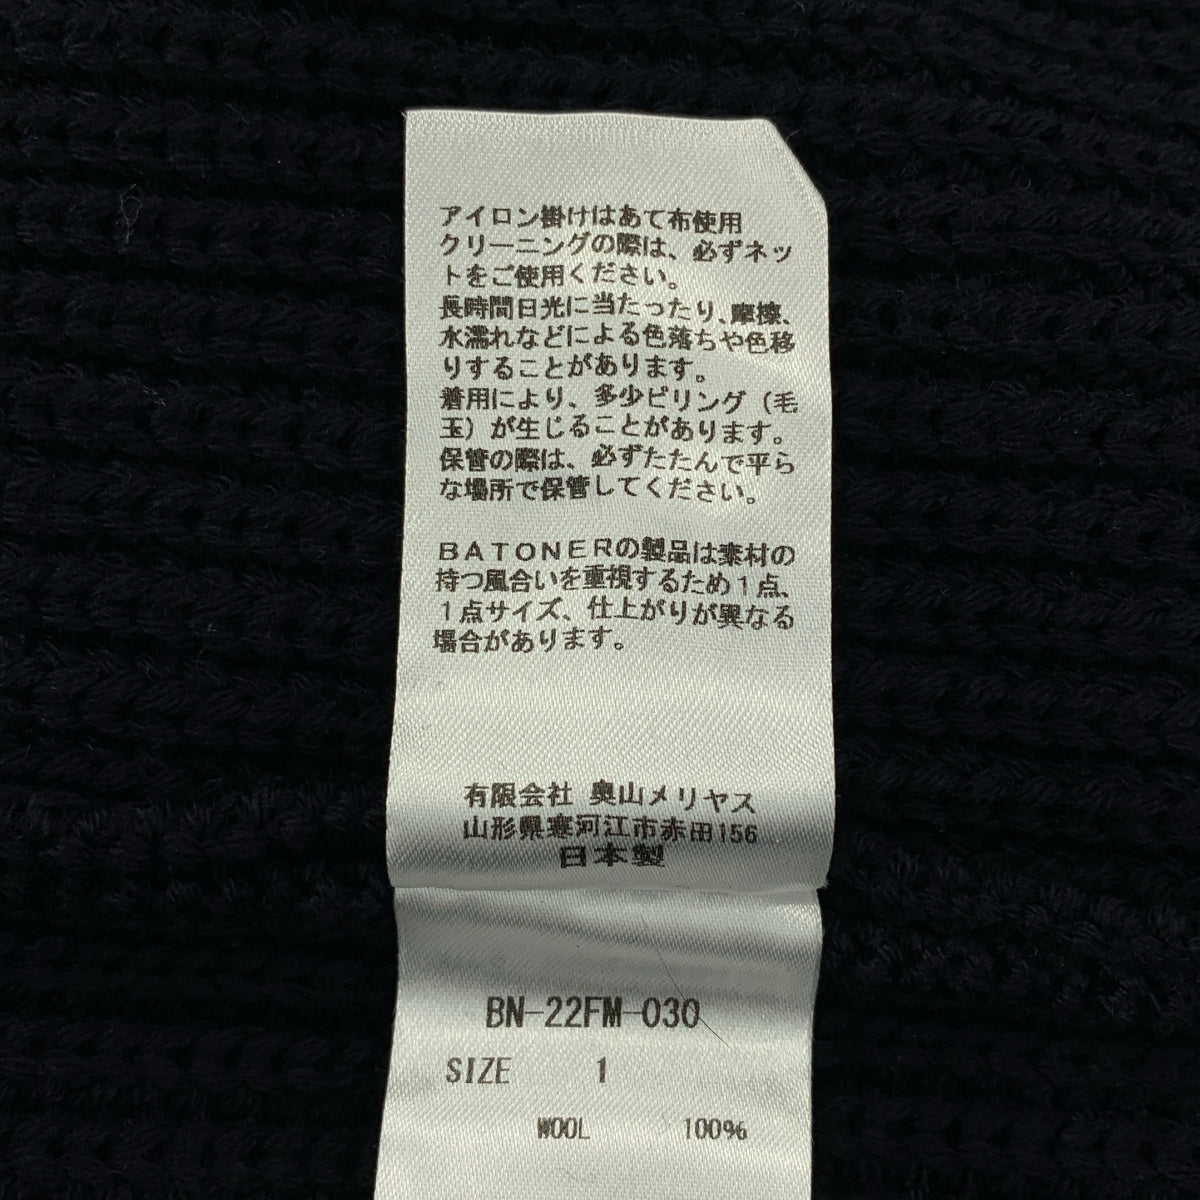 アイロン掛けはあて布使用
クリーニングの際は、必ずネッ
トをご使用ください。
長時間日光に当たったり、摩擦、
水濡れなどによる色落ちや色移
りすることがあります。
着用により、多少ピリング（毛
玉）が生じることがあります。
保管の際は、必ずたたんで平ら
な場所で保管してください。
ＢＡＴＯＮＥＲの製品は素材の
持つ風合いを重視するため１点、
１点サイズ、仕上がりが異なる
場合があります。
有限会社 奥山メリヤス
山形県寒河江市赤田156
日本製
BN-22FM-030
SIZE 1
WOOL 100%